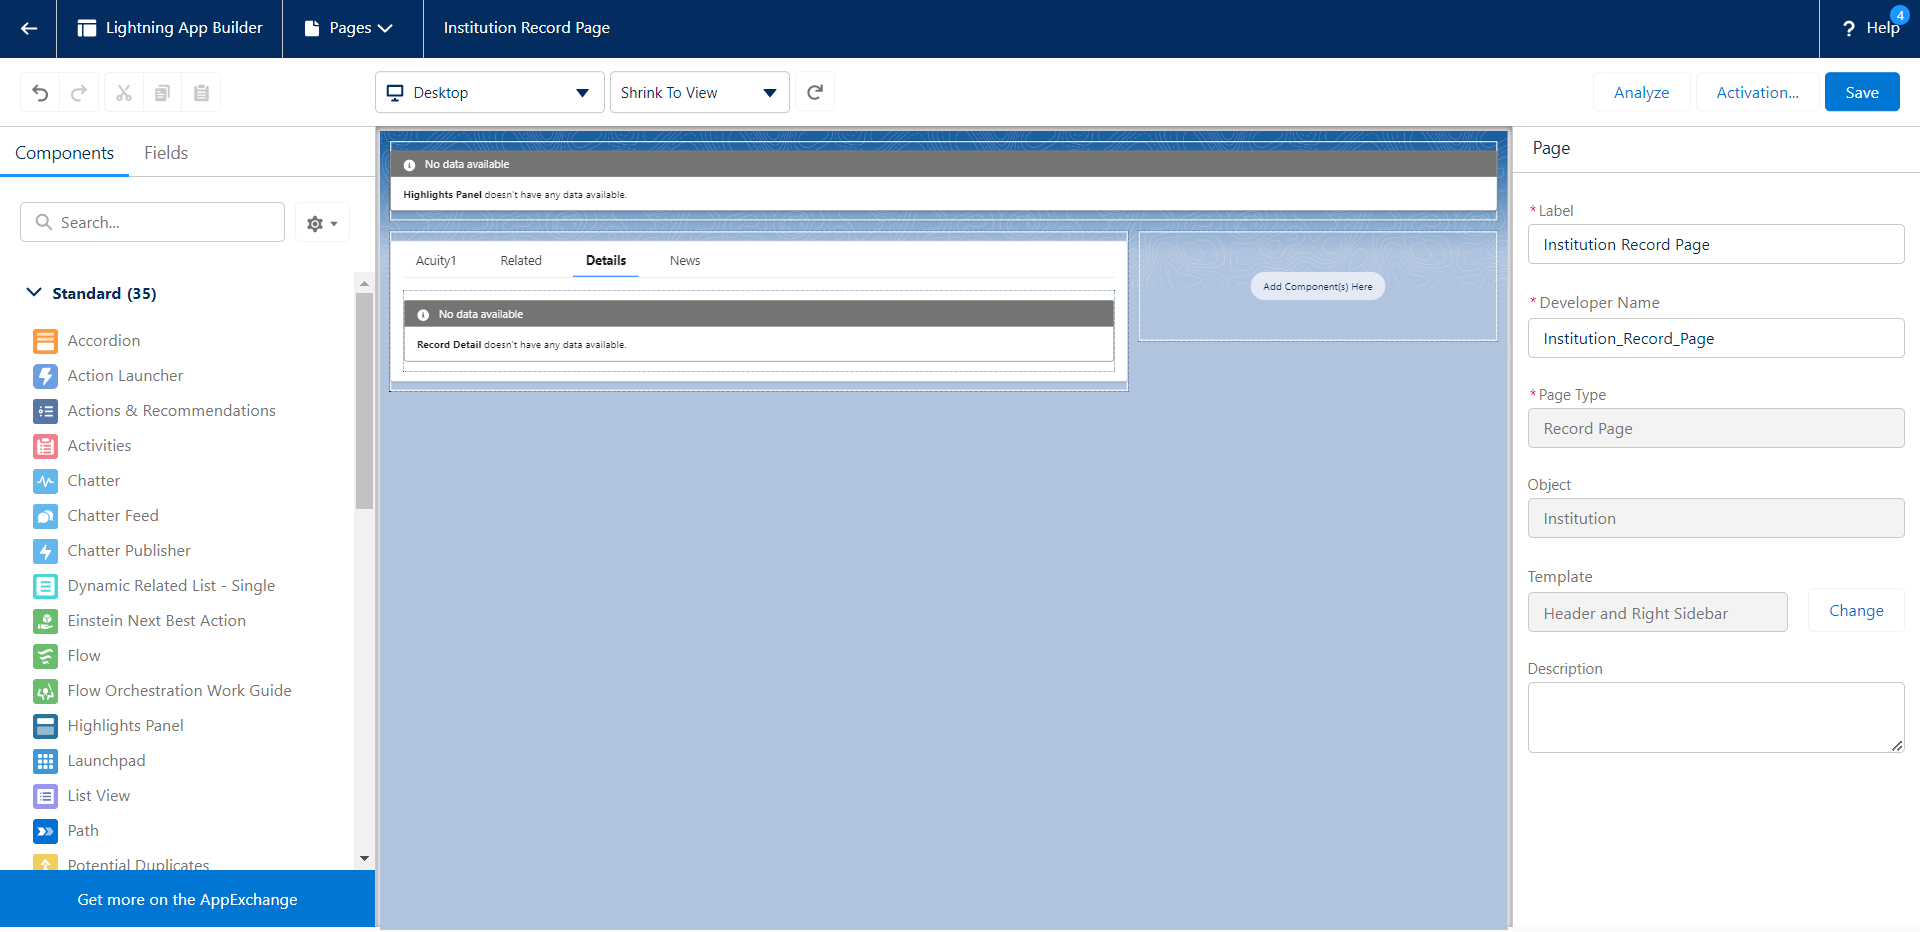 Lightning App Builder
Pages
Institution Record Page
4
? Help
Desktop
Shrink To View
Analyze
Activation...
Save
Components
Fields
Search...
Standard (35)
Accordion
Action Launcher
Actions & Recommendations
Activities
Chatter
Chatter Feed
Chatter Publisher
Dynamic Related List - Single
Einstein Next Best Action
Flow
Flow Orchestration Work Guide
Highlights Panel
Launchpad
List View
Path
Potential Duplicates
Get more on the AppExchange
No data available
Highlights Panel doesn't have any data available.
Acuity1
Related
Details
News
No data available
Record Detail doesn't have any data available.
Add Component(s) Here
Page
* Label
Institution Record Page
* Developer Name
Institution_Record_Page
* Page Type
Record Page
Object
Institution
Template
Header and Right Sidebar
Change
Description